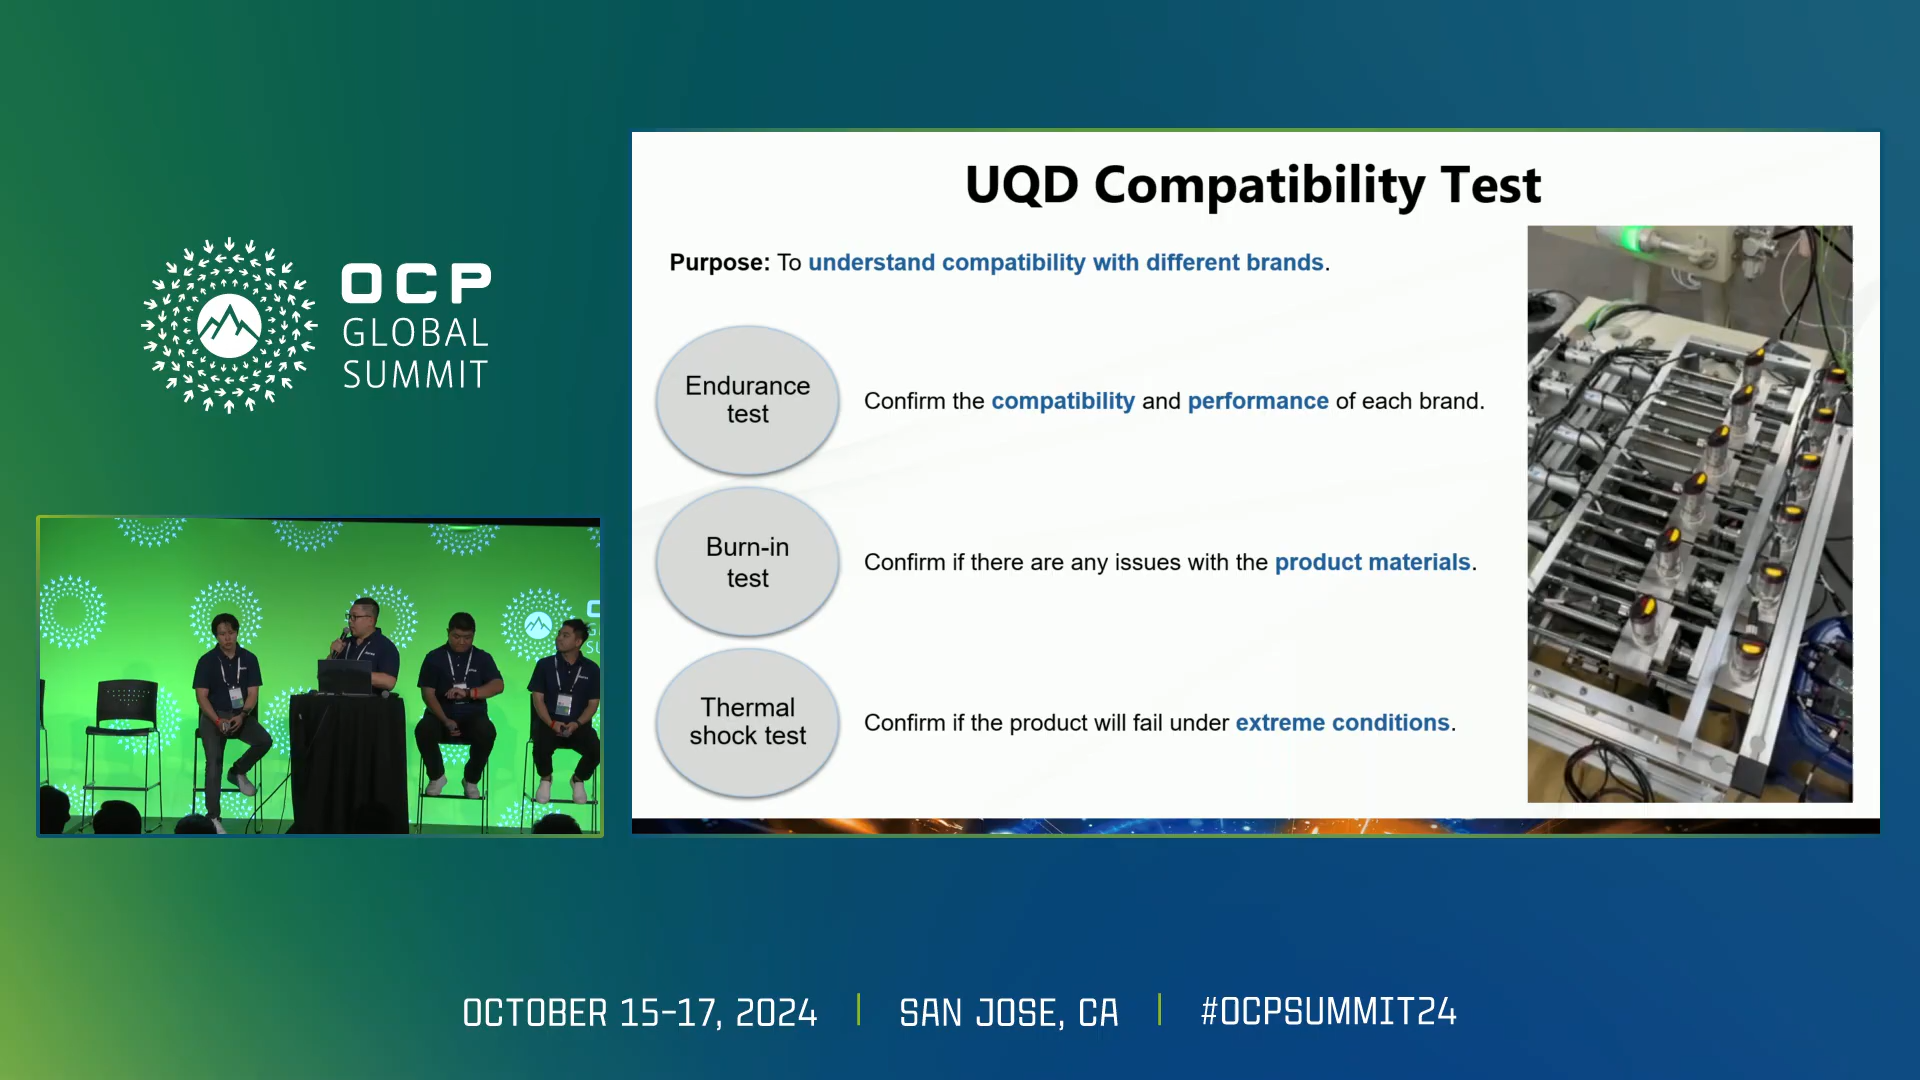 OCP
GLOBAL
SUMMIT
UQD Compatibility Test
Purpose: To understand compatibility with different brands.
Endurance
test
Confirm the compatibility and performance of each brand.
Burn-in
test
Confirm if there are any issues with the product materials.
Thermal
shock test
Confirm if the product will fail under extreme conditions.
OCTOBER 15-17, 2024 | SAN JOSE, CA | #OCPSUMMIT24